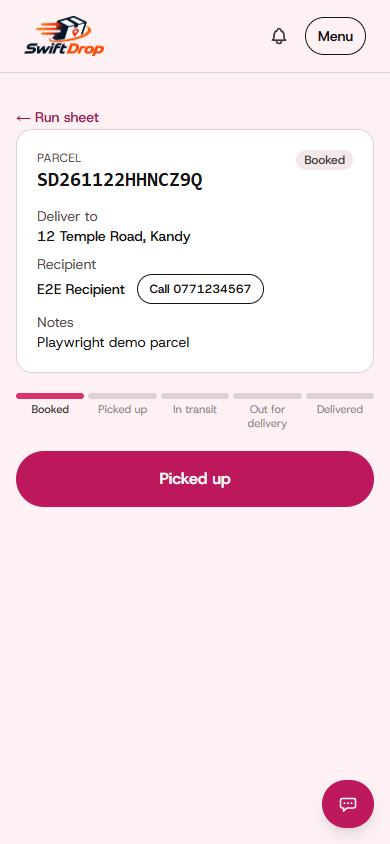 SwiftDrop
Menu
← Run sheet
PARCEL
Booked
SD261122HHNCZ9Q
Deliver to
12 Temple Road, Kandy
Recipient
E2E Recipient
Call 0771234567
Notes
Playwright demo parcel
Booked
Picked up
In transit
Out for
delivery
Delivered
Picked up